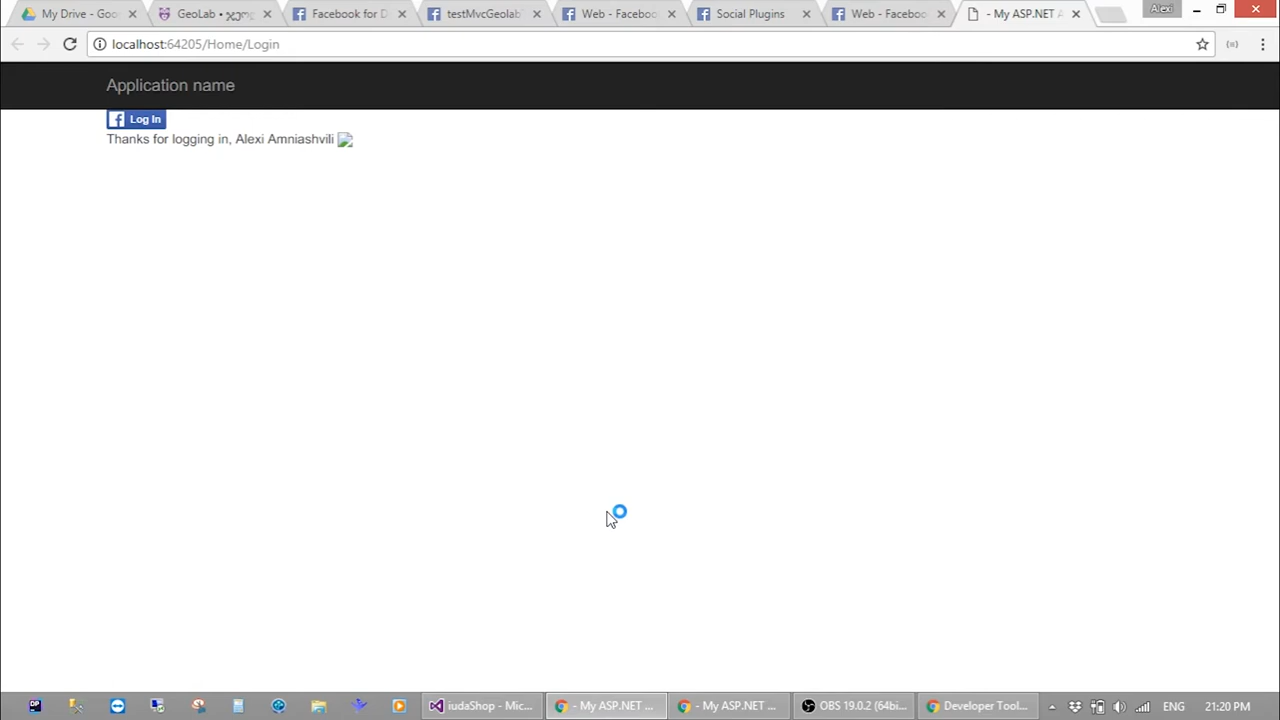 My Drive - Goo
GeoLab •
Facebook for D
testMvcGeolab
Web - Faceboo
Social Plugins
Web - Faceboo
- My ASP.NET A
Alexi
localhost:64205/Home/Login
Application name
Log In
Thanks for logging in, Alexi Amniashvili
DP
iudaShop - Mic...
- My ASP.NET ...
- My ASP.NET ...
OBS 19.0.2 (64bi...
Developer Tool...
ENG
21:20 PM